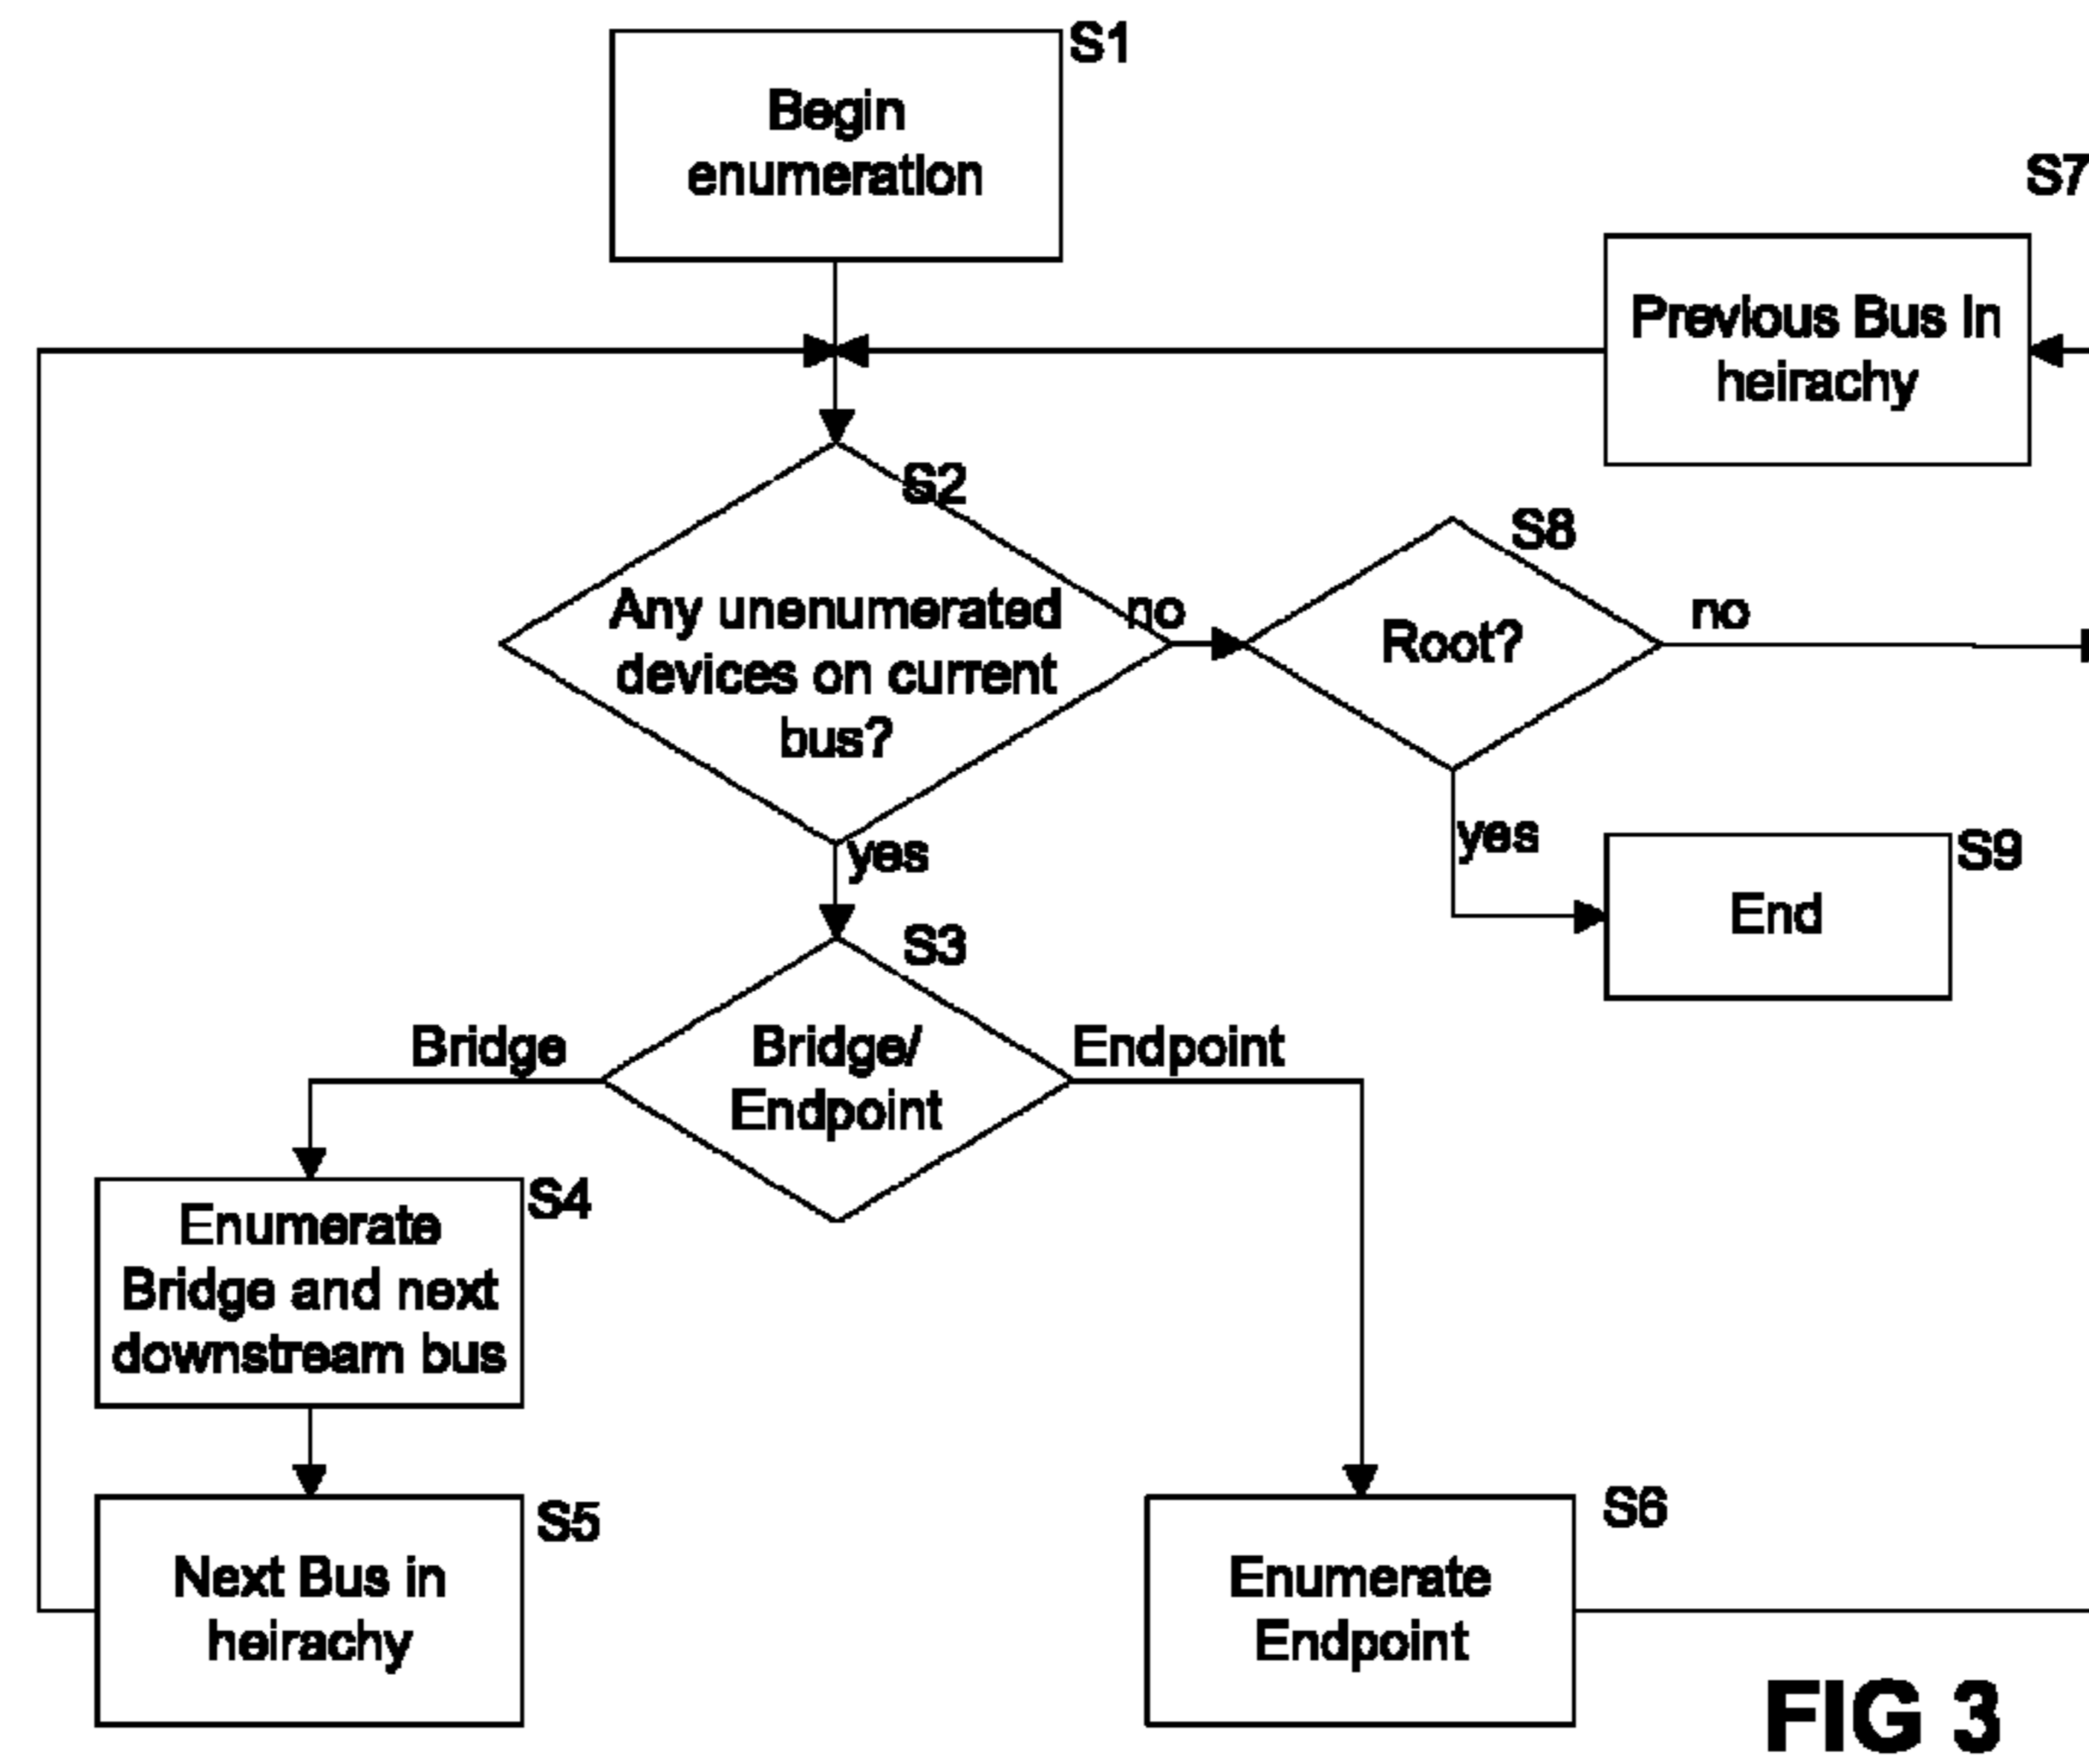 S1
Begin
enumeration
S7
Previous Bus in
heirachy
S2
Any unenumerated
devices on current
bus?
no
S8
Root?
no
yes
yes
S9
End
S3
Bridge/
Endpoint
Bridge
Endpoint
S4
Enumerate
Bridge and next
downstream bus
S5
Next Bus in
heirachy
S6
Enumerate
Endpoint
FIG 3